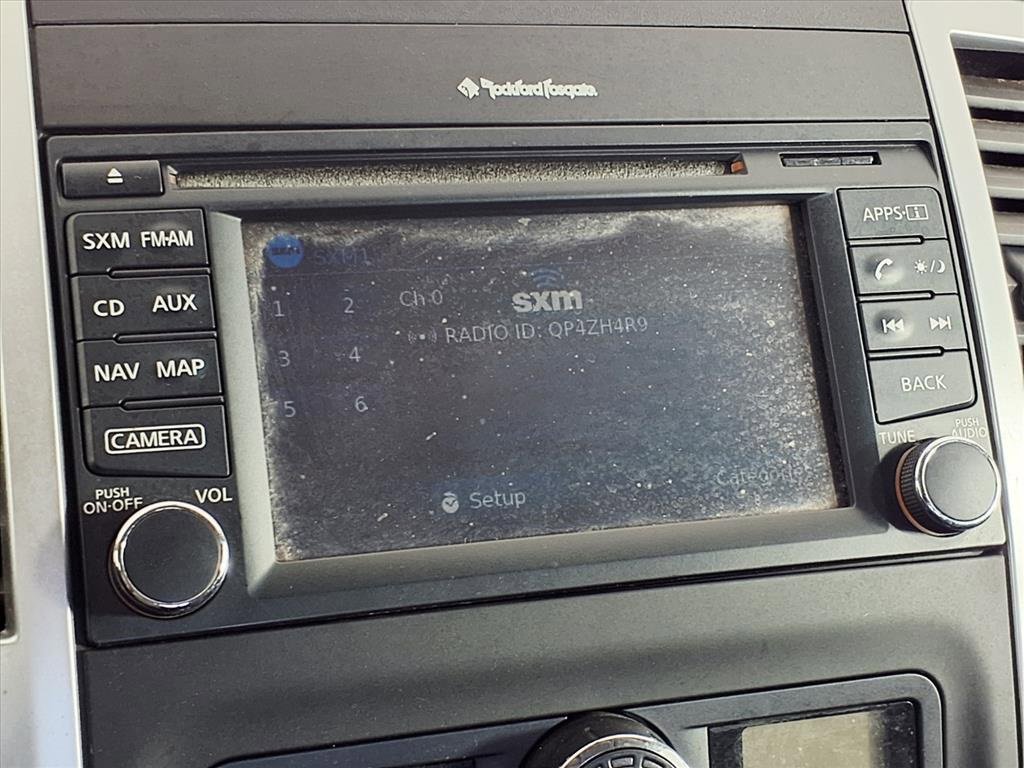 Rockford Fosgate
SXM FM·AM
CD AUX
NAV MAP
CAMERA
PUSH
ON·OFF
VOL
SXM1
1 2
3 4
5 6
Ch 0
sxm
RADIO ID: QP4ZH4R9
Setup
APPS·i
BACK
TUNE
PUSH
AUDIO